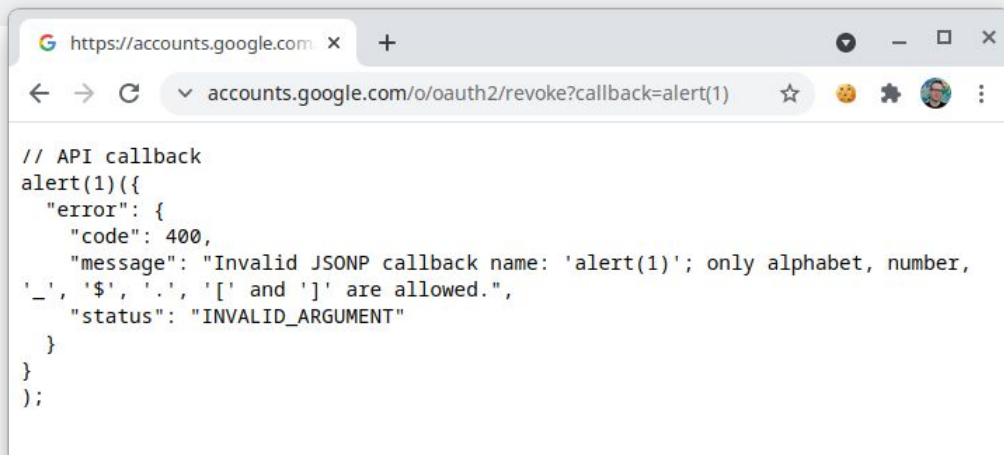 https://accounts.google.com
accounts.google.com/o/oauth2/revoke?callback=alert(1)
// API callback
alert(1)({
  "error": {
    "code": 400,
    "message": "Invalid JSONP callback name: 'alert(1)'; only alphabet, number,
'_', '$', '.', '[' and ']' are allowed.",
    "status": "INVALID_ARGUMENT"
  }
}
);